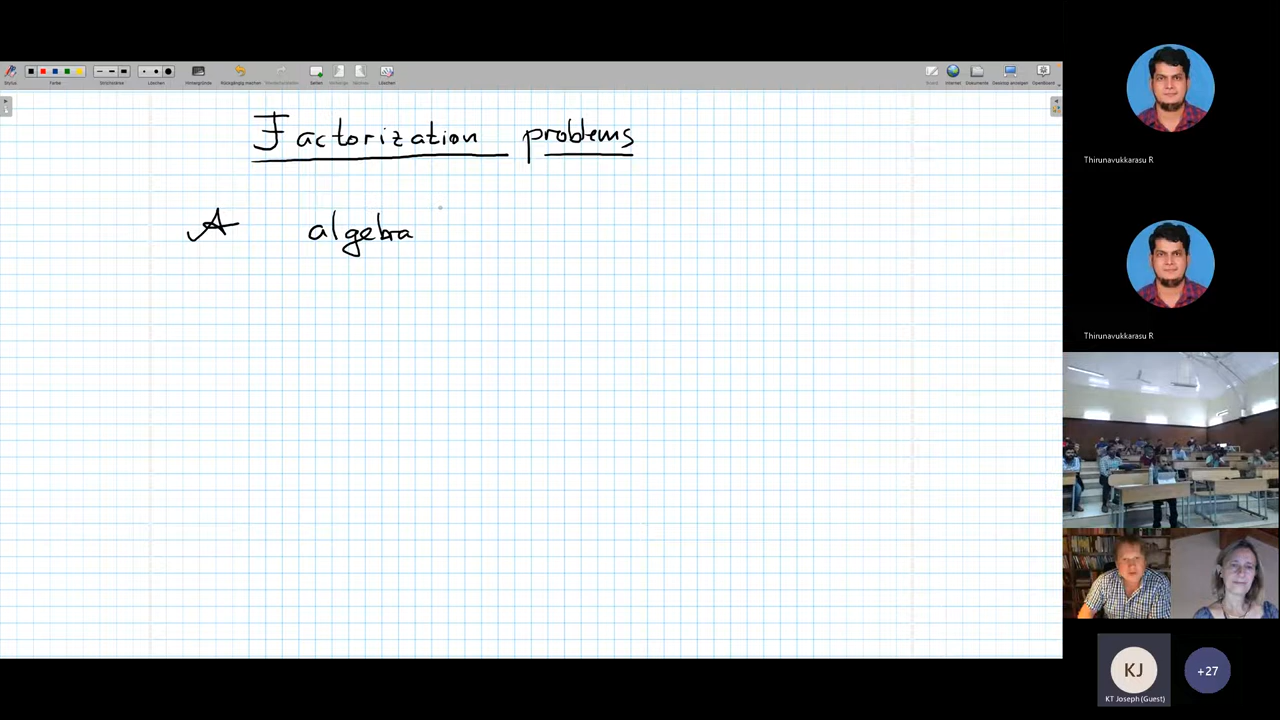 Factorization problems
A algebra
Thirunavukkarasu R
Thirunavukkarasu R
KJ
+27
KT Joseph (Guest)